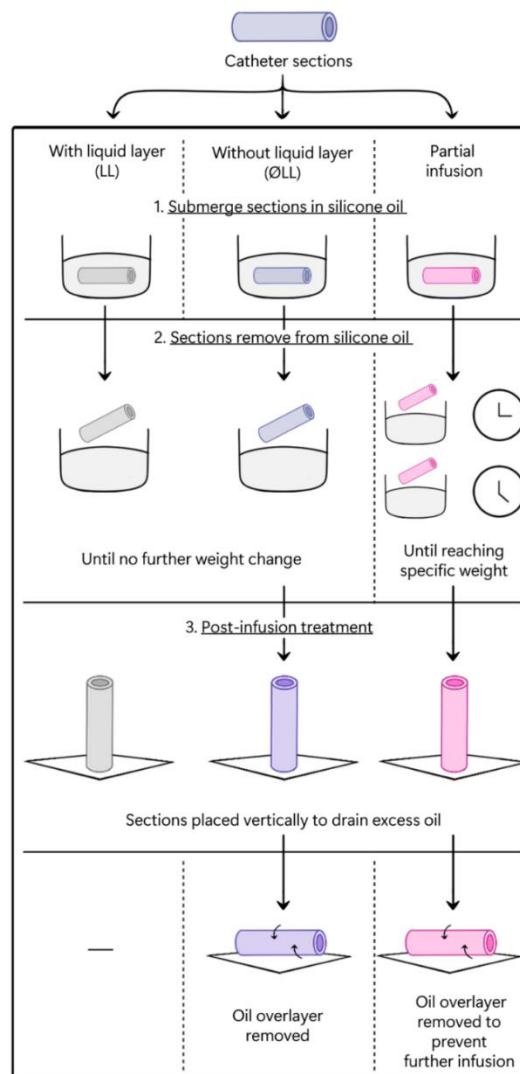 Catheter sections
With liquid layer
(LL)
Without liquid layer
(ØLL)
Partial
infusion
1. Submerge sections in silicone oil
2. Sections remove from silicone oil
Until no further weight change
Until reaching
specific weight
3. Post-infusion treatment
Sections placed vertically to drain excess oil
—
Oil overlayer
removed
Oil overlayer
removed to
prevent
further infusion